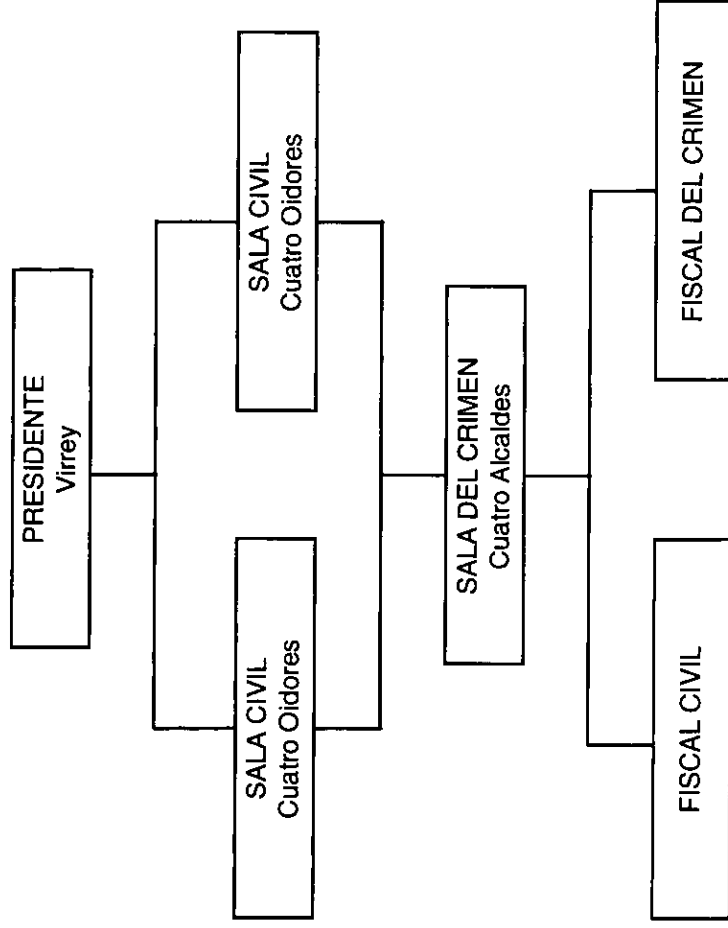 PRESIDENTE
Virrey
SALA CIVIL
Cuatro Oidores
SALA CIVIL
Cuatro Oidores
SALA DEL CRIMEN
Cuatro Alcaldes
FISCAL CIVIL
FISCAL DEL CRIMEN